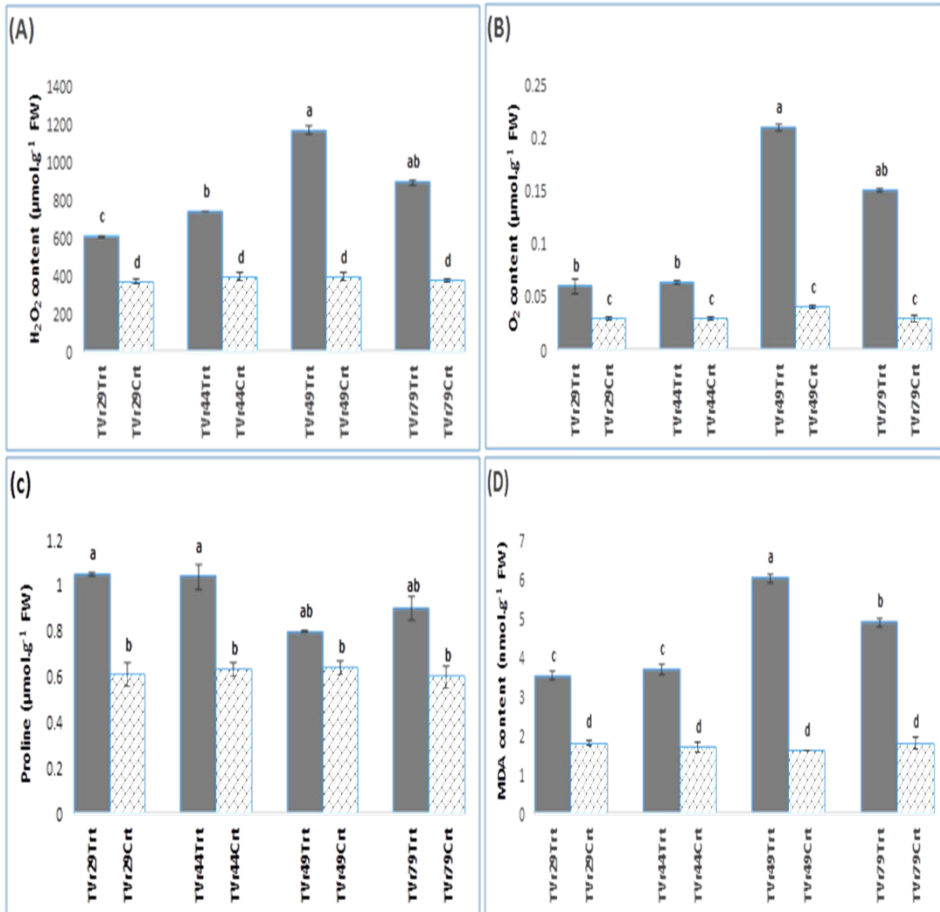 (A)
H₂O₂ content (μmol.g⁻¹ FW)
1400
1200
1000
800
600
400
200
0
c
d
b
d
a
d
ab
d
TVr29Trt
TVr29Crt
TVr44Trt
TVr44Crt
TVr49Trt
TVr49Crt
TVr79Trt
TVr79Crt
(B)
O₂ content (μmol.g⁻¹ FW)
0.25
0.2
0.15
0.1
0.05
0
b
c
b
c
a
c
ab
c
TVr29Trt
TVr29Crt
TVr44Trt
TVr44Crt
TVr49Trt
TVr49Crt
TVr79Trt
TVr79Crt
(c)
Proline (μmol.g⁻¹ FW)
1.2
1
0.8
0.6
0.4
0.2
0
a
b
a
b
ab
b
ab
b
TVr29Trt
TVr29Crt
TVr44Trt
TVr44Crt
TVr49Trt
TVr49Crt
TVr79Trt
TVr79Crt
(D)
MDA content (nmol.g⁻¹ FW)
7
6
5
4
3
2
1
0
c
d
c
d
a
d
b
d
TVr29Trt
TVr29Crt
TVr44Trt
TVr44Crt
TVr49Trt
TVr49Crt
TVr79Trt
TVr79Crt